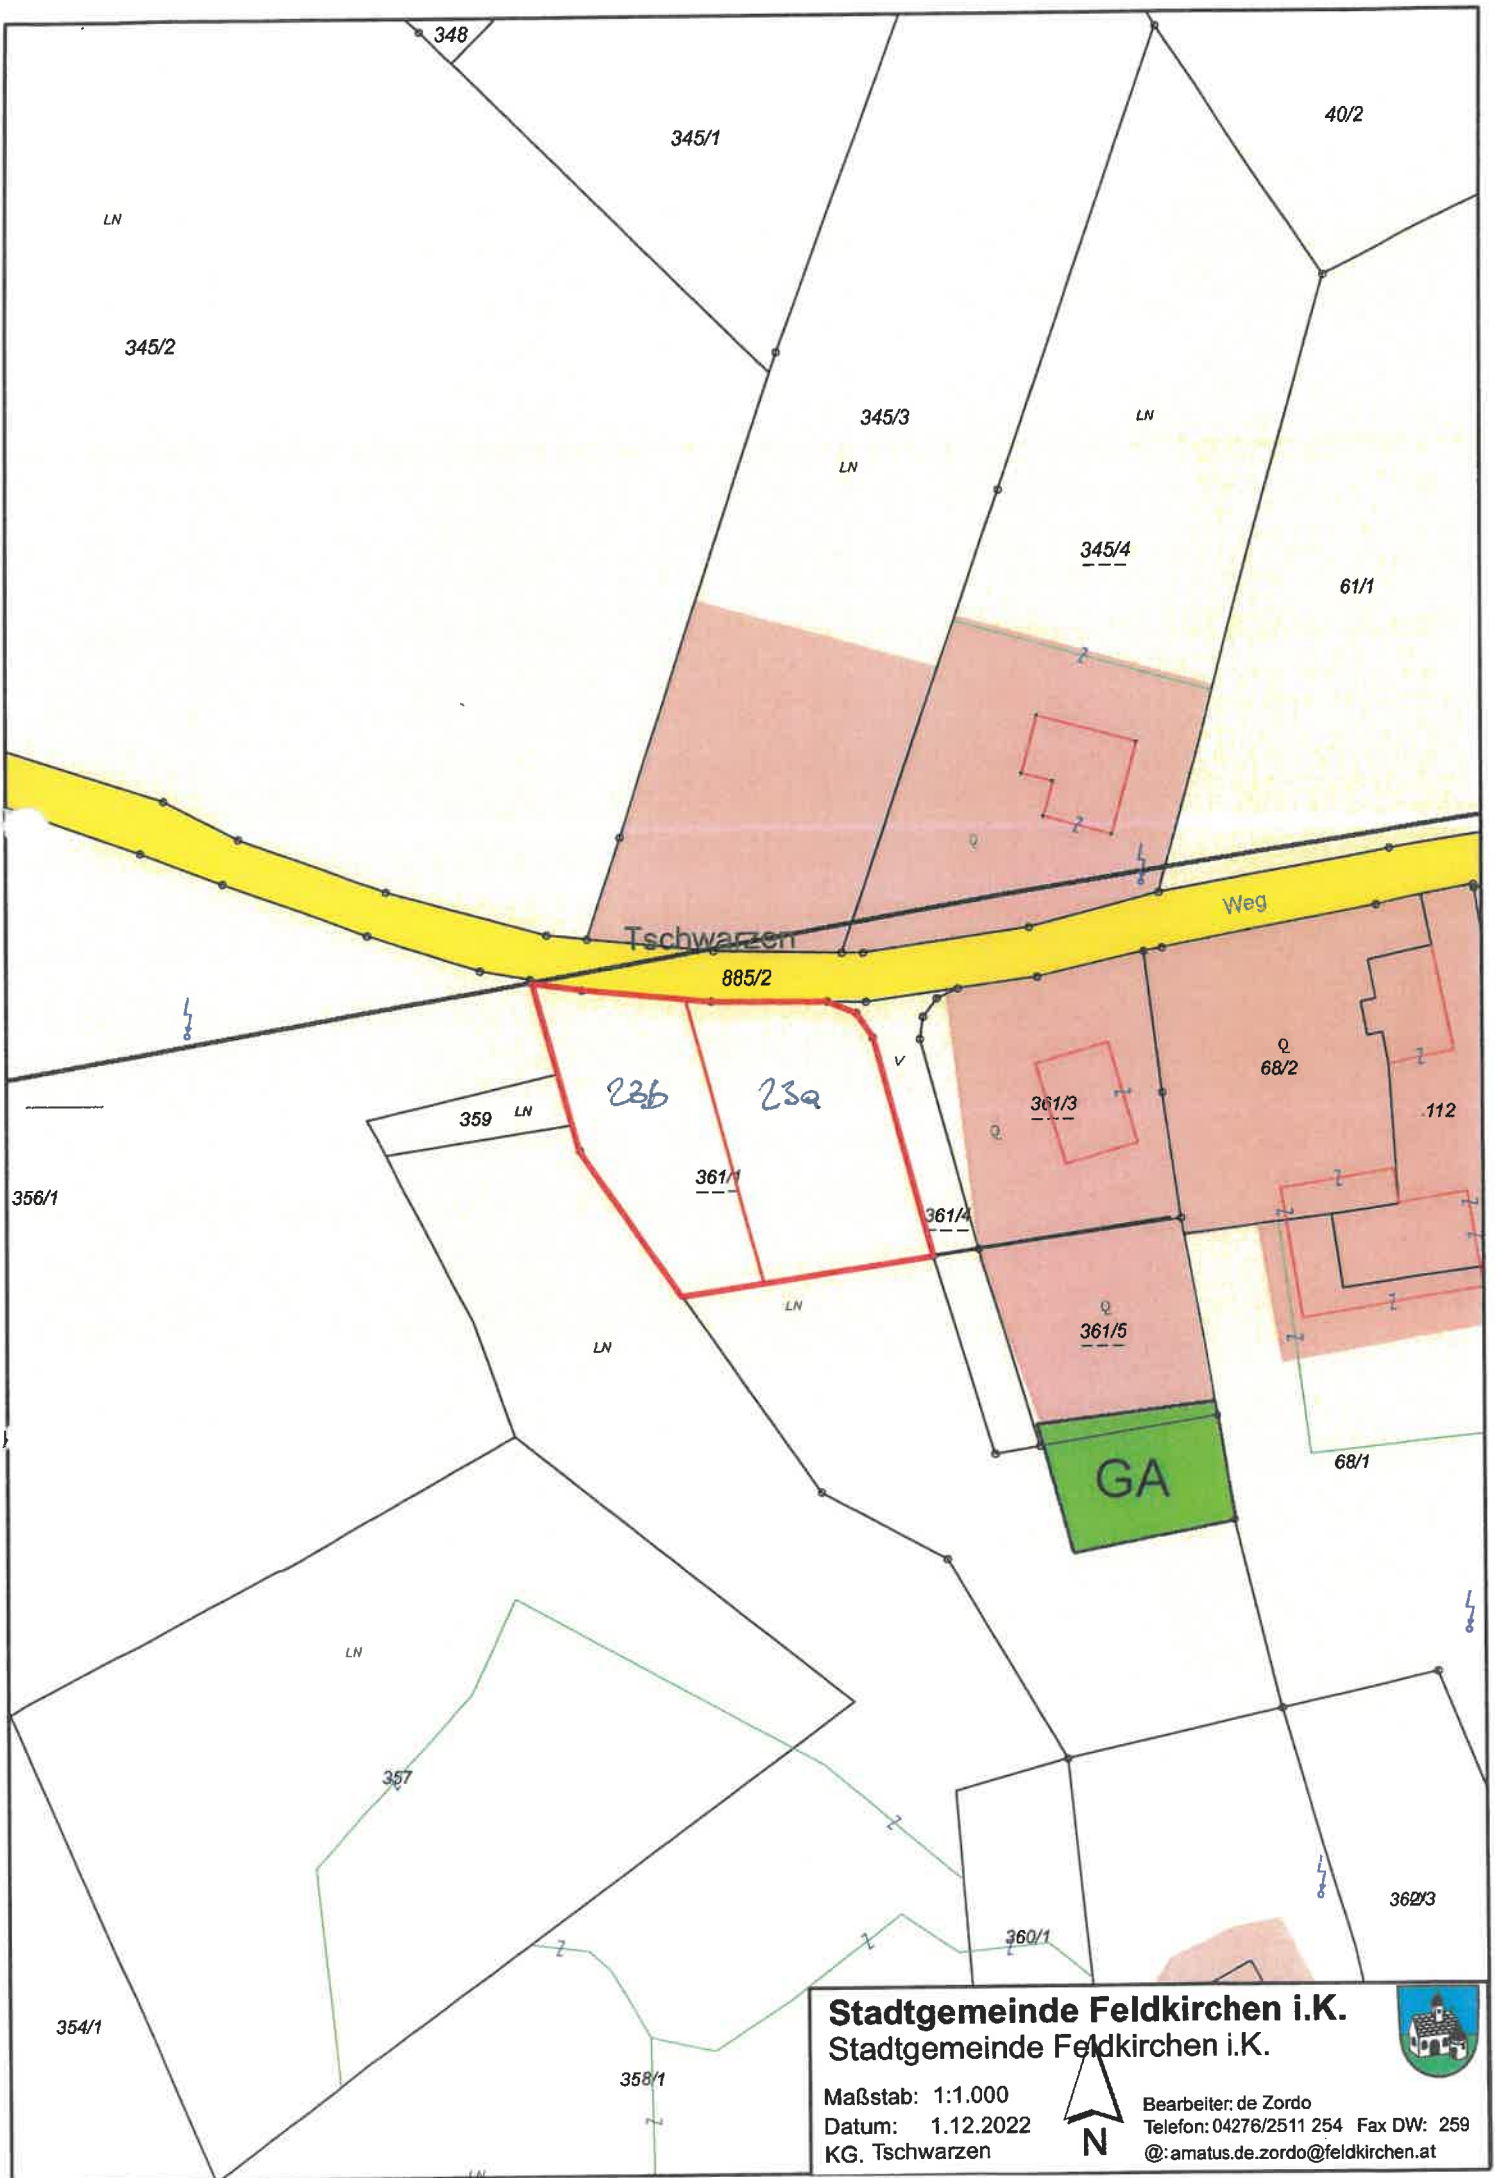 348
345/1
40/2
LN
345/2
345/3
LN
LN
345/4
61/1
Q
Weg
Tschwarzen
885/2
23b
23a
V
Q
68/2
359 LN
361/3
.112
Q
361/1
356/1
361/4
LN
Q
361/5
LN
GA
68/1
LN
357
360/1
354/1
358/1
LN
Stadtgemeinde Feldkirchen i.K.
Stadtgemeinde Feldkirchen i.K.
Maßstab: 1:1.000
Datum: 1.12.2022
KG. Tschwarzen
N
Bearbeiter: de Zordo
Telefon: 04276/2511 254 Fax DW: 259
@: amatus.de.zordo@feldkirchen.at